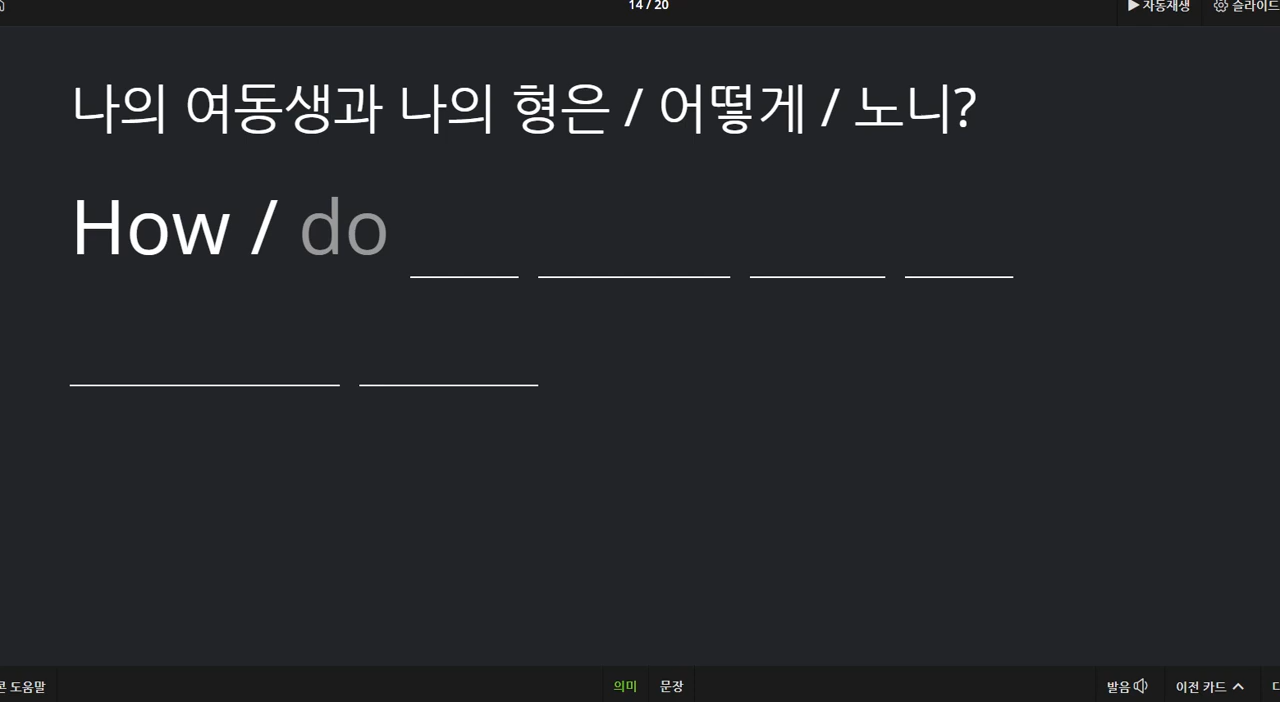 14 / 20
▶ 자동재생
슬라이드
나의 여동생과 나의 형은 / 어떻게 / 노니?
How / do
도움말
의미
문장
발음
이전 카드